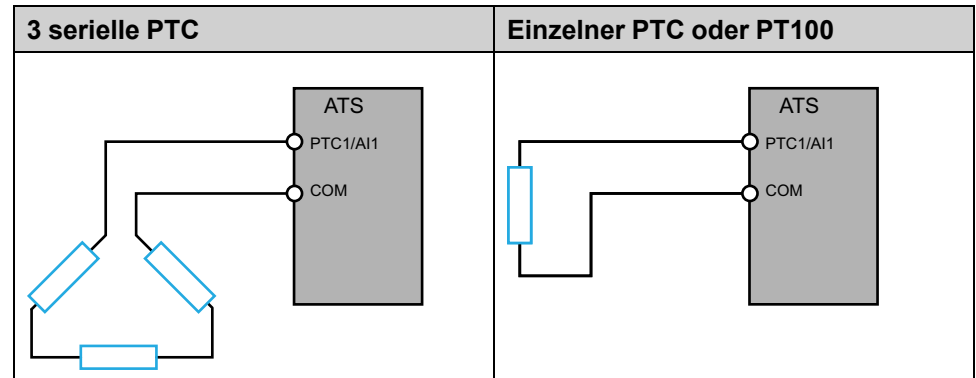 3 serielle PTC
Einzelner PTC oder PT100
ATS
PTC1/AI1
COM
ATS
PTC1/AI1
COM